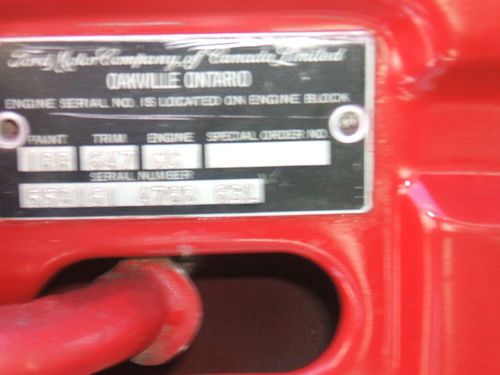 Ford Motor Company of Canada Limited
OAKVILLE ONTARIO
ENGINE SERIAL NO. IS LOCATED ON ENGINE BLOCK
PAINT TRIM ENGINE SPECIAL ORDER NO.
647
SERIAL NUMBER